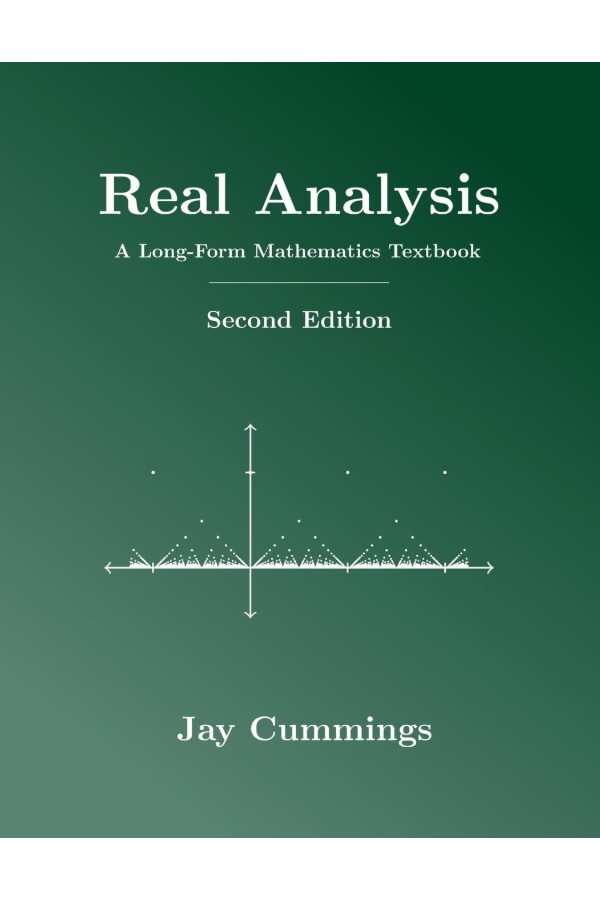 Real Analysis
A Long-Form Mathematics Textbook
Second Edition
Jay Cummings